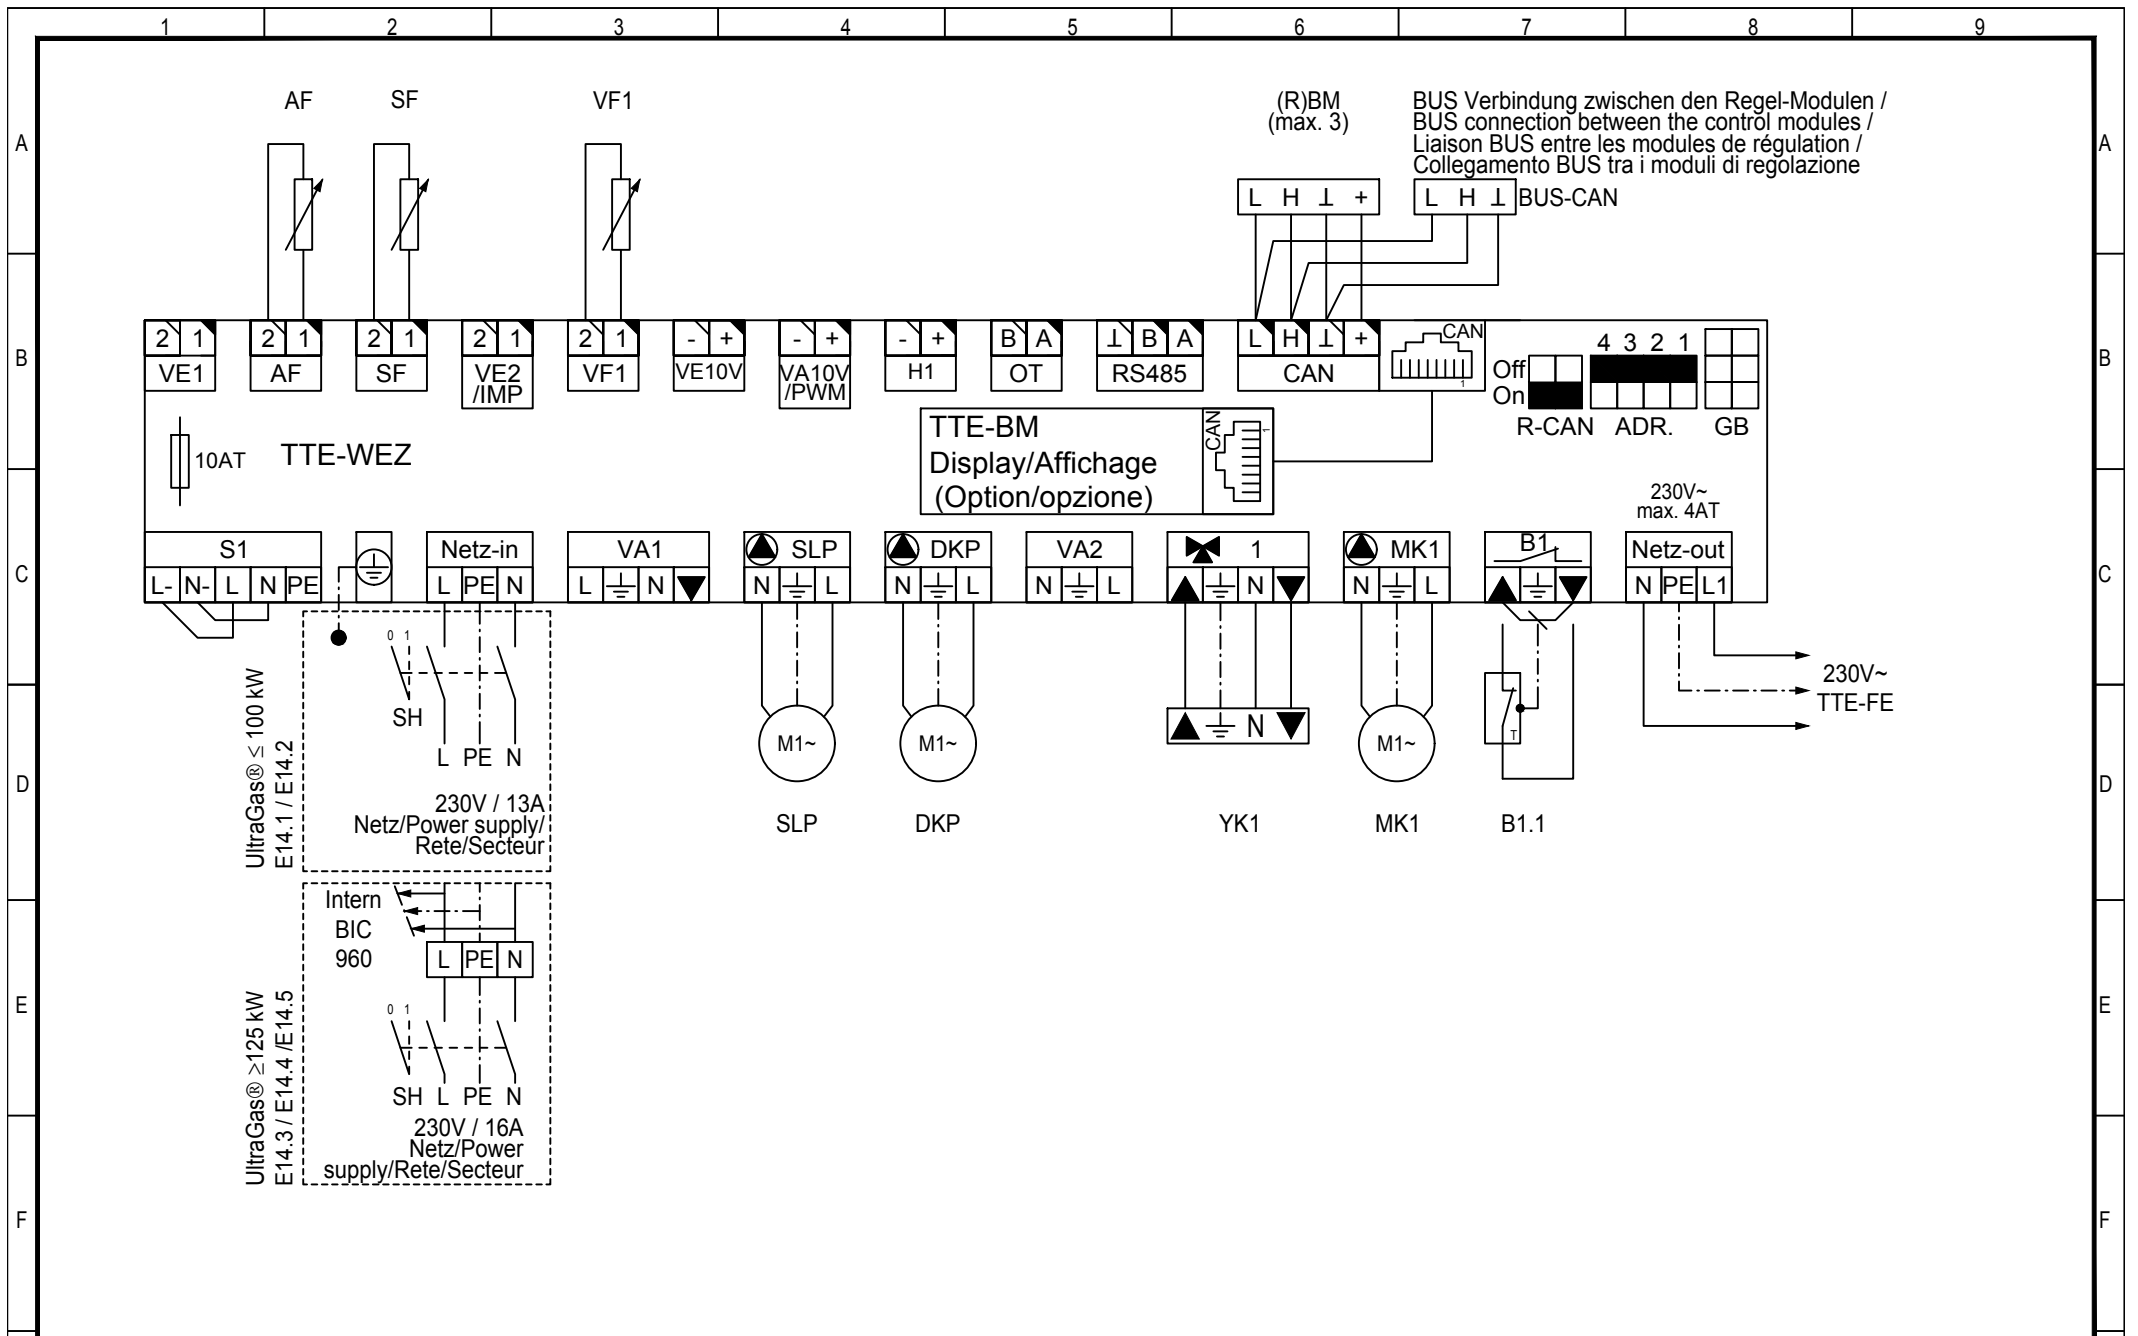 1 2 3 4 5 6 7 8 9
AF SF VF1 (R)BM
(max. 3)
BUS Verbindung zwischen den Regel-Modulen /
BUS connection between the control modules /
Liaison BUS entre les modules de régulation /
Collegamento BUS tra i moduli di regolazione
A A
L H ⊥ + L H ⊥ BUS-CAN
2 1 2 1 2 1 2 1 2 1 - + - + - + B A ⊥ B A L H ⊥ + CAN
1
VE1 AF SF VE2
/IMP
VF1 VE10V VA10V
/PWM
H1 OT RS485 CAN
B B
4 3 2 1
Off
On
R-CAN ADR. GB
10AT TTE-WEZ
TTE-BM
Display/Affichage
(Option/opzione)
CAN
1
230V~
max. 4AT
S1 Netz-in VA1 SLP DKP VA2 1 MK1 B1 Netz-out
C C
L- N- L N PE L PE N L N ▼ N L N L N L ▲ N ▼ N L ▲ ▼ N PE L1
0 1
SH
L PE N
UltraGas® ≤ 100 kW
E14.1 / E14.2
230V / 13A
Netz/Power supply/
Rete/Secteur
M1~ M1~ ▲ N ▼ M1~ T
230V~
TTE-FE
D D
SLP DKP YK1 MK1 B1.1
Intern
BIC
960
L PE N
UltraGas® ≥125 kW
E14.3 / E14.4 /E14.5
E E
0 1
SH L PE N
230V / 16A
Netz/Power
supply/Rete/Secteur
F F